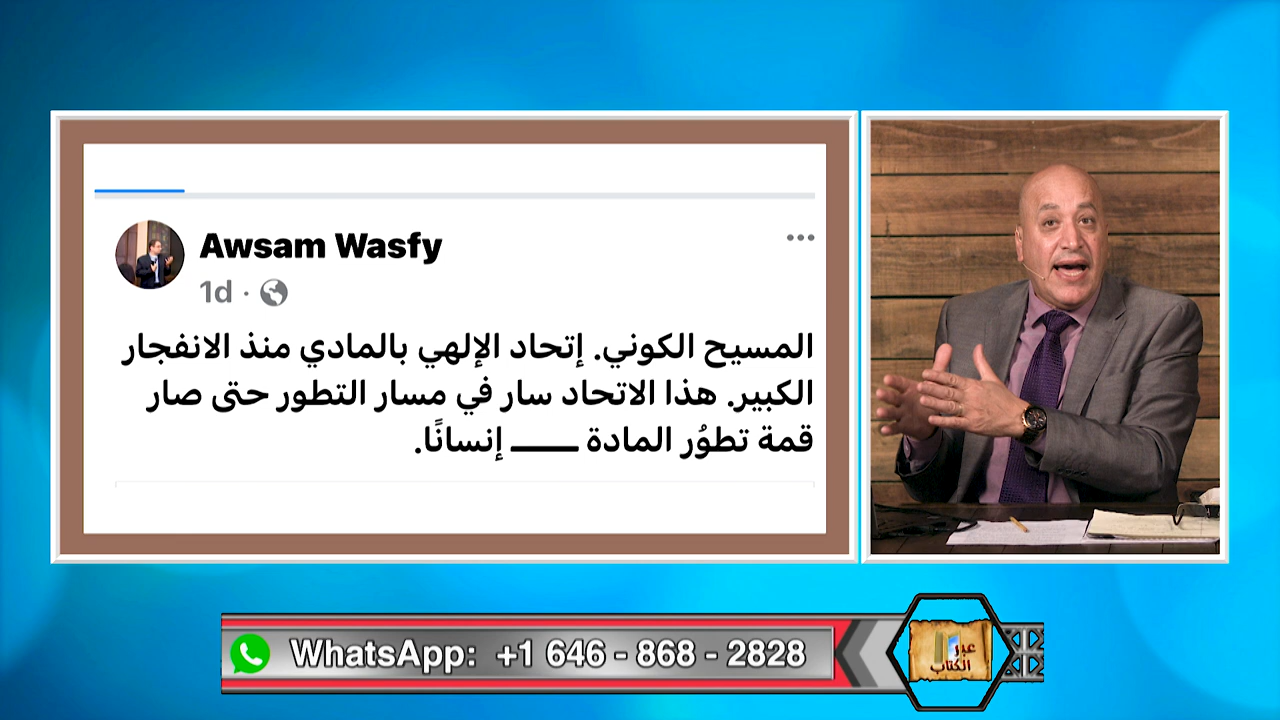 Awsam Wasfy
1d ·
المسيح الكوني. إتحاد الإلهي بالمادي منذ الانفجار
الكبير. هذا الاتحاد سار في مسار التطور حتى صار
قمة تطوُر المادة ـــــــ إنسانًا.
WhatsApp: +1 646 - 868 - 2828
عبر
الكتاب